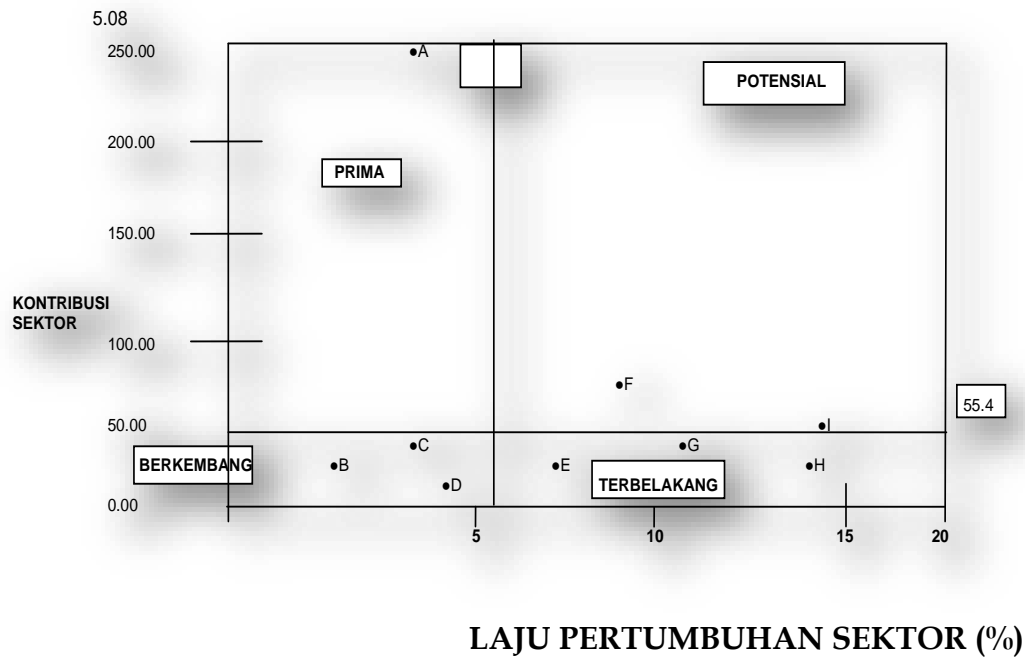 5.08
250.00
A
POTENSIAL
200.00
PRIMA
150.00
KONTRIBUSI
SEKTOR
100.00
F
55.4
50.00
I
C
G
BERKEMBANG
B
E
H
D
TERBELAKANG
0.00
5
10
15
20
LAJU PERTUMBUHAN SEKTOR (%)